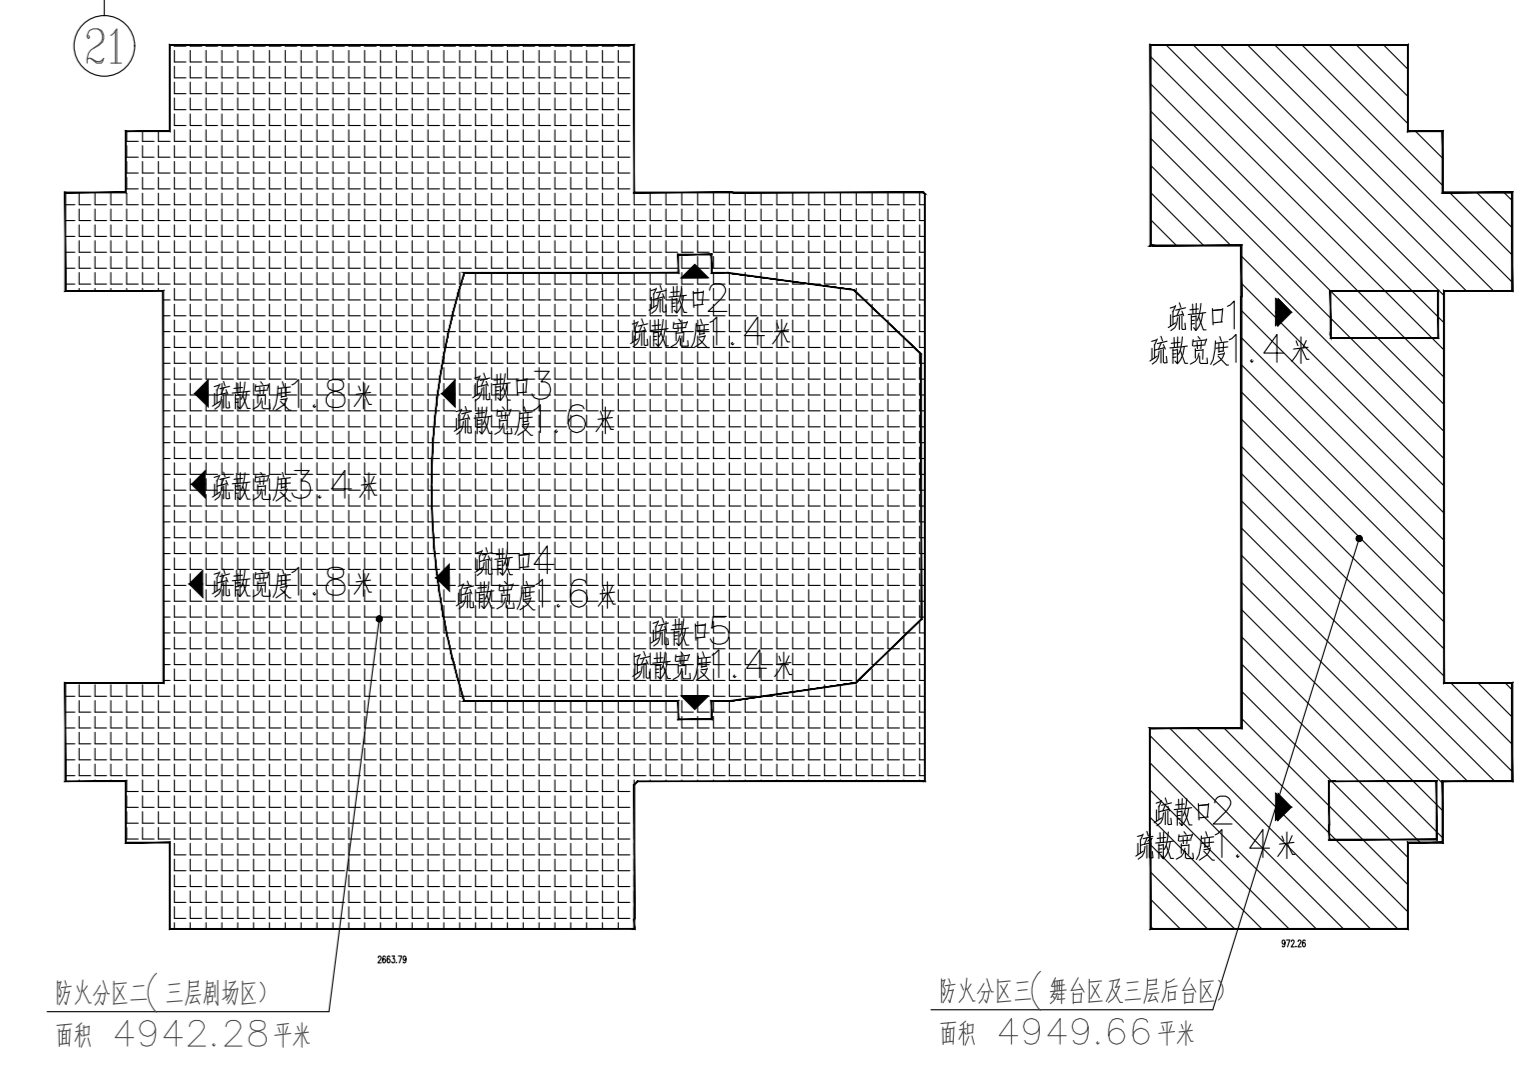 21
疏散口2
疏散宽度1.4米
疏散口3
疏散宽度1.6米
疏散宽度1.8米
疏散宽度3.4米
疏散宽度1.8米
疏散口4
疏散宽度1.6米
疏散口5
疏散宽度1.4米
2663.79
防火分区二(三层剧场区)
面积 4942.28平米
疏散口1
疏散宽度1.4米
疏散口2
疏散宽度1.4米
972.26
防火分区三(舞台区及三层后台区)
面积 4949.66平米